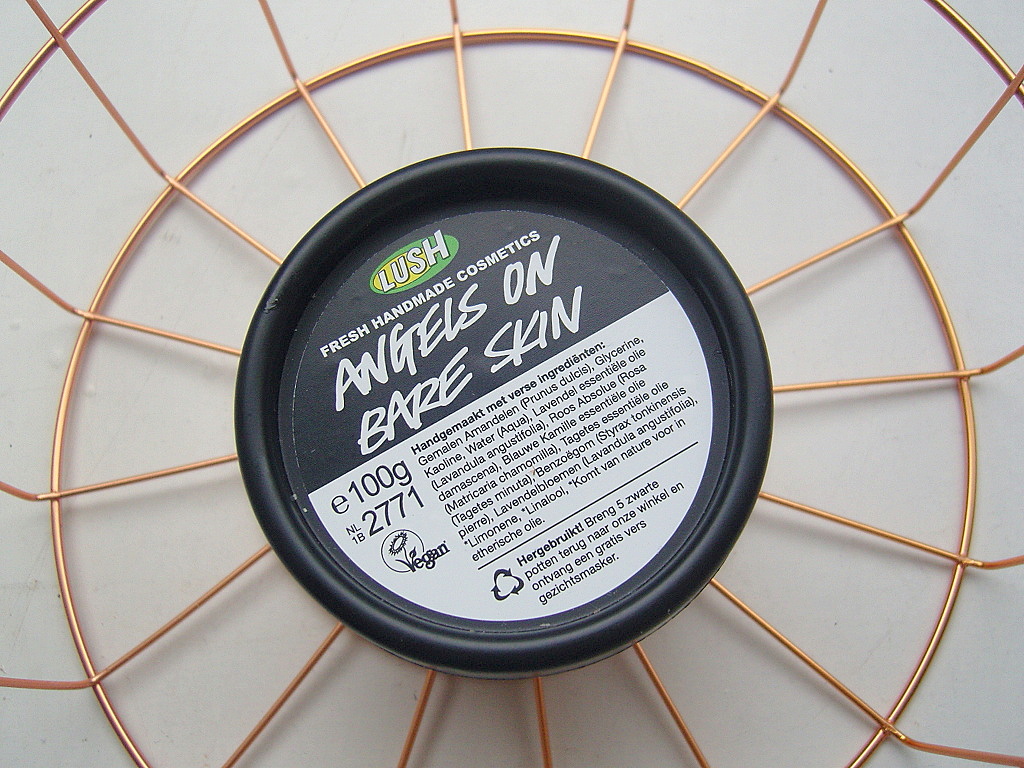 LUSH
FRESH HANDMADE COSMETICS
ANGELS ON
BARE SKIN
Handgemaakt met verse ingrediënten:
Gemalen Amandelen (Prunus dulcis), Glycerine,
Kaoline, Water (Aqua), Lavendel essentiële olie
(Lavandula angustifolia), Roos Absolue (Rosa
damascena), Blauwe Kamille essentiële olie
(Matricaria chamomilla), Tagetes essentiële olie
(Tagetes minuta), Benzoëgom (Styrax tonkinensis
pierre), Lavendelbloemen (Lavandula angustifolia),
*Limonene, *Linalool, *Komt van nature voor in
etherische olie.
e100g
NL
1B
2771
Vegan
Hergebruikt! Breng 5 zwarte
potten terug naar onze winkel en
ontvang een gratis vers
gezichtsmasker.